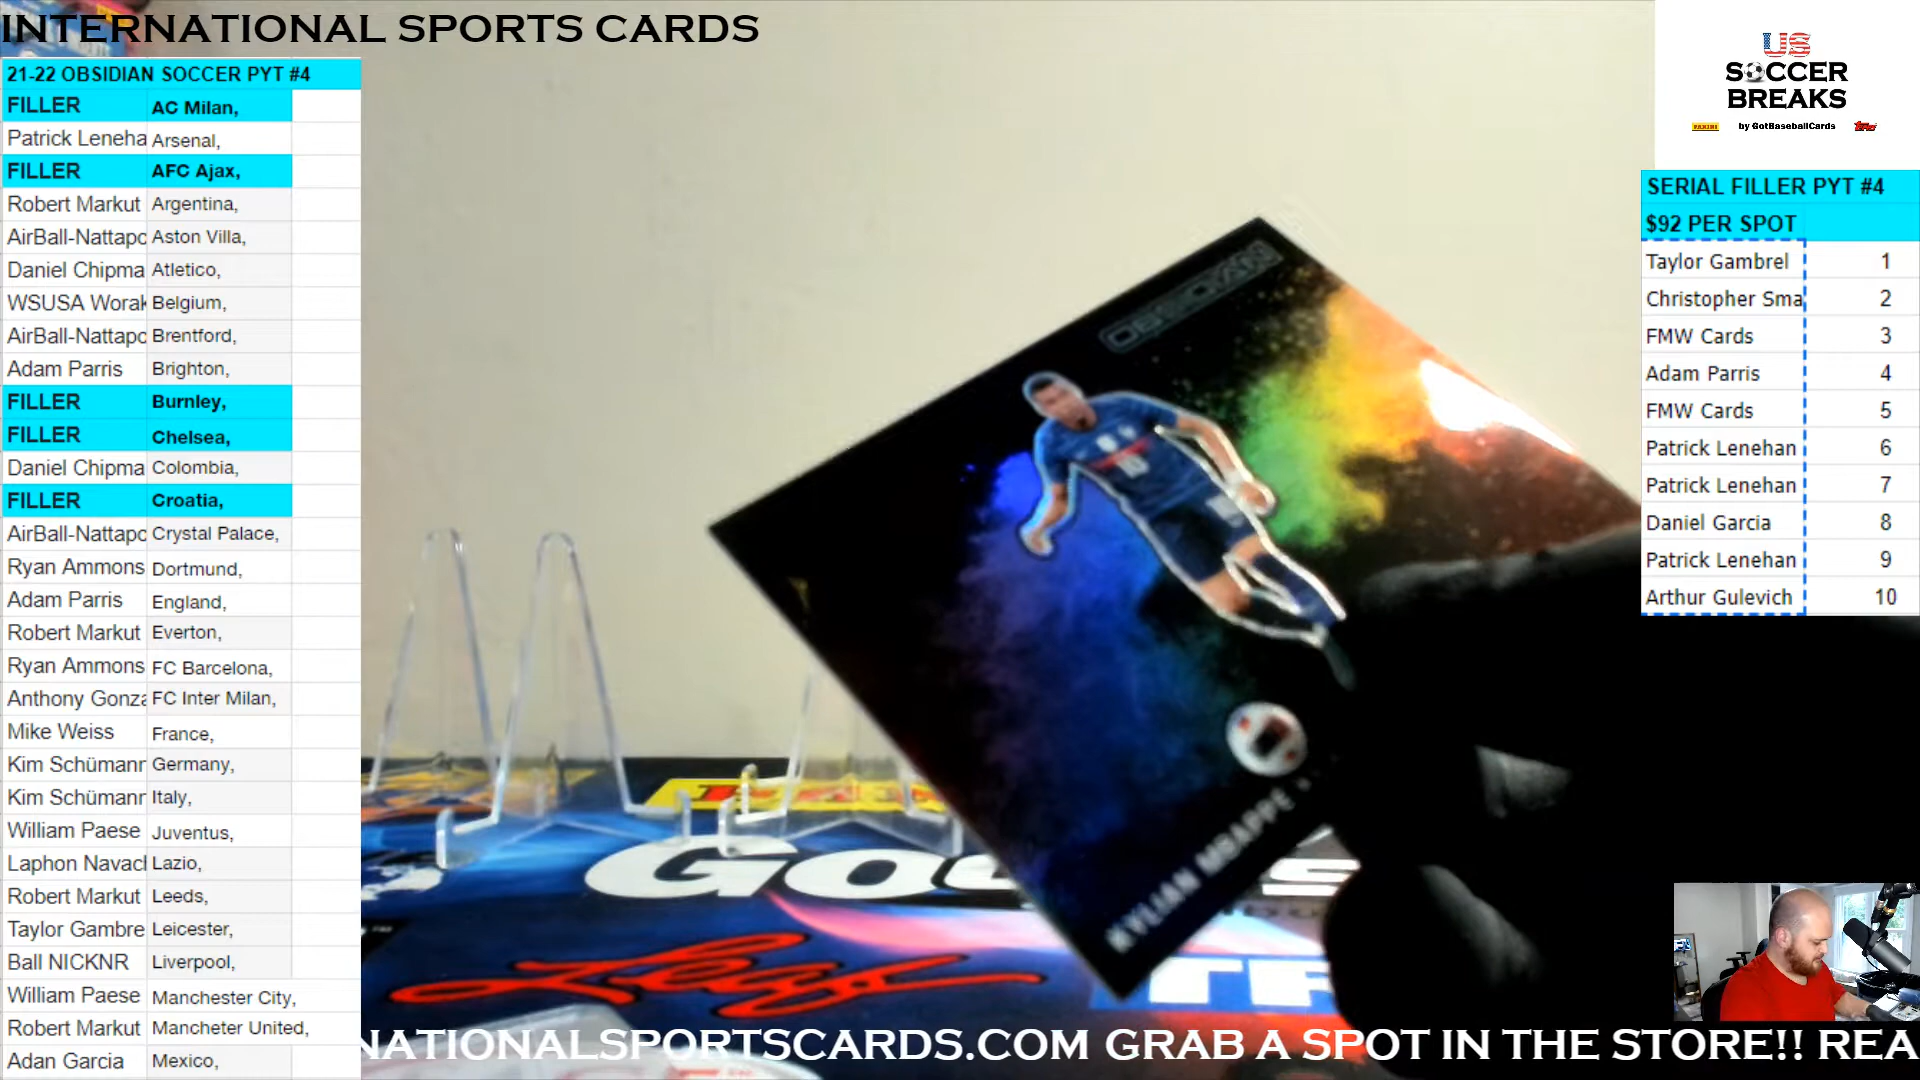 INTERNATIONAL SPORTS CARDS
21-22 OBSIDIAN SOCCER PYT #4
FILLER AC Milan,
Patrick Leneha Arsenal,
FILLER AFC Ajax,
Robert Markut Argentina,
AirBall-Nattapo Aston Villa,
Daniel Chipma Atletico,
WSUSA Worak Belgium,
AirBall-Nattapo Brentford,
Adam Parris Brighton,
FILLER Burnley,
FILLER Chelsea,
Daniel Chipma Colombia,
FILLER Croatia,
AirBall-Nattapo Crystal Palace,
Ryan Ammons Dortmund,
Adam Parris England,
Robert Markut Everton,
Ryan Ammons FC Barcelona,
Anthony Gonza FC Inter Milan,
Mike Weiss France,
Kim Schümann Germany,
Kim Schümann Italy,
William Paese Juventus,
Laphon Navacl Lazio,
Robert Markut Leeds,
Taylor Gambre Leicester,
Ball NICKNR Liverpool,
William Paese Manchester City,
Robert Markut Mancheter United,
Adan Garcia Mexico,
OBSIDIAN
10
KYLIAN MBAPPE
Leaf
US
SOCCER
BREAKS
PANINI by GotBaseballCards Topps
SERIAL FILLER PYT #4
$92 PER SPOT
Taylor Gambrel 1
Christopher Sma 2
FMW Cards 3
Adam Parris 4
FMW Cards 5
Patrick Lenehan 6
Patrick Lenehan 7
Daniel Garcia 8
Patrick Lenehan 9
Arthur Gulevich 10
NATIONALSPORTSCARDS.COM GRAB A SPOT IN THE STORE!! REA